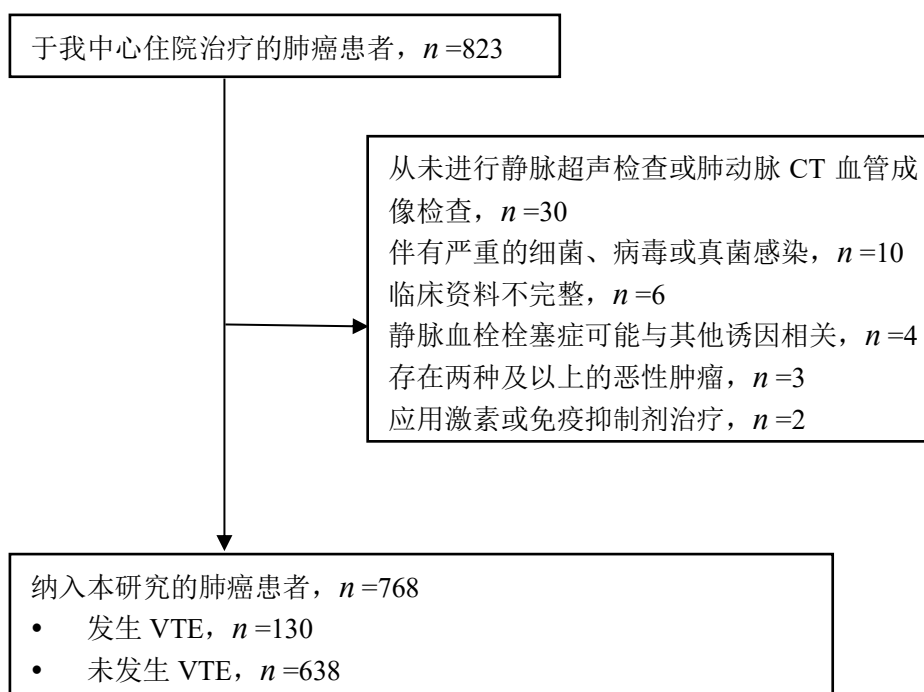 于我中心住院治疗的肺癌患者，n =823
从未进行静脉超声检查或肺动脉 CT 血管成
像检查，n =30
伴有严重的细菌、病毒或真菌感染，n =10
临床资料不完整，n =6
静脉血栓栓塞症可能与其他诱因相关，n =4
存在两种及以上的恶性肿瘤，n =3
应用激素或免疫抑制剂治疗，n =2
纳入本研究的肺癌患者，n =768
• 发生 VTE，n =130
• 未发生 VTE，n =638